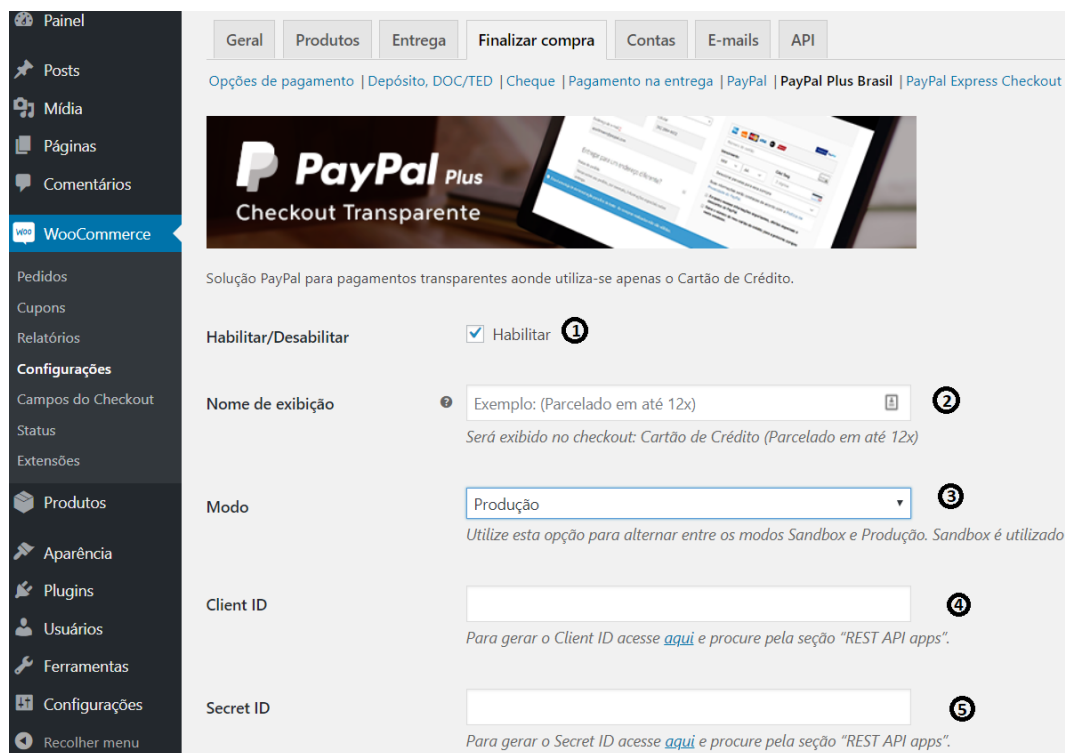 Painel
Posts
Mídia
Páginas
Comentários
WooCommerce
Pedidos
Cupons
Relatórios
Configurações
Campos do Checkout
Status
Extensões
Produtos
Aparência
Plugins
Usuários
Ferramentas
Configurações
Recolher menu
Geral Produtos Entrega Finalizar compra Contas E-mails API
Opções de pagamento | Depósito, DOC/TED | Cheque | Pagamento na entrega | PayPal | PayPal Plus Brasil | PayPal Express Checkout
PayPal Plus
Checkout Transparente
Solução PayPal para pagamentos transparentes aonde utiliza-se apenas o Cartão de Crédito.
Habilitar/Desabilitar Habilitar 1
Nome de exibição Exemplo: (Parcelado em até 12x) 2
Será exibido no checkout: Cartão de Crédito (Parcelado em até 12x)
Modo Produção 3
Utilize esta opção para alternar entre os modos Sandbox e Produção. Sandbox é utilizado
Client ID 4
Para gerar o Client ID acesse aqui e procure pela seção “REST API apps”.
Secret ID 5
Para gerar o Secret ID acesse aqui e procure pela seção “REST API apps”.